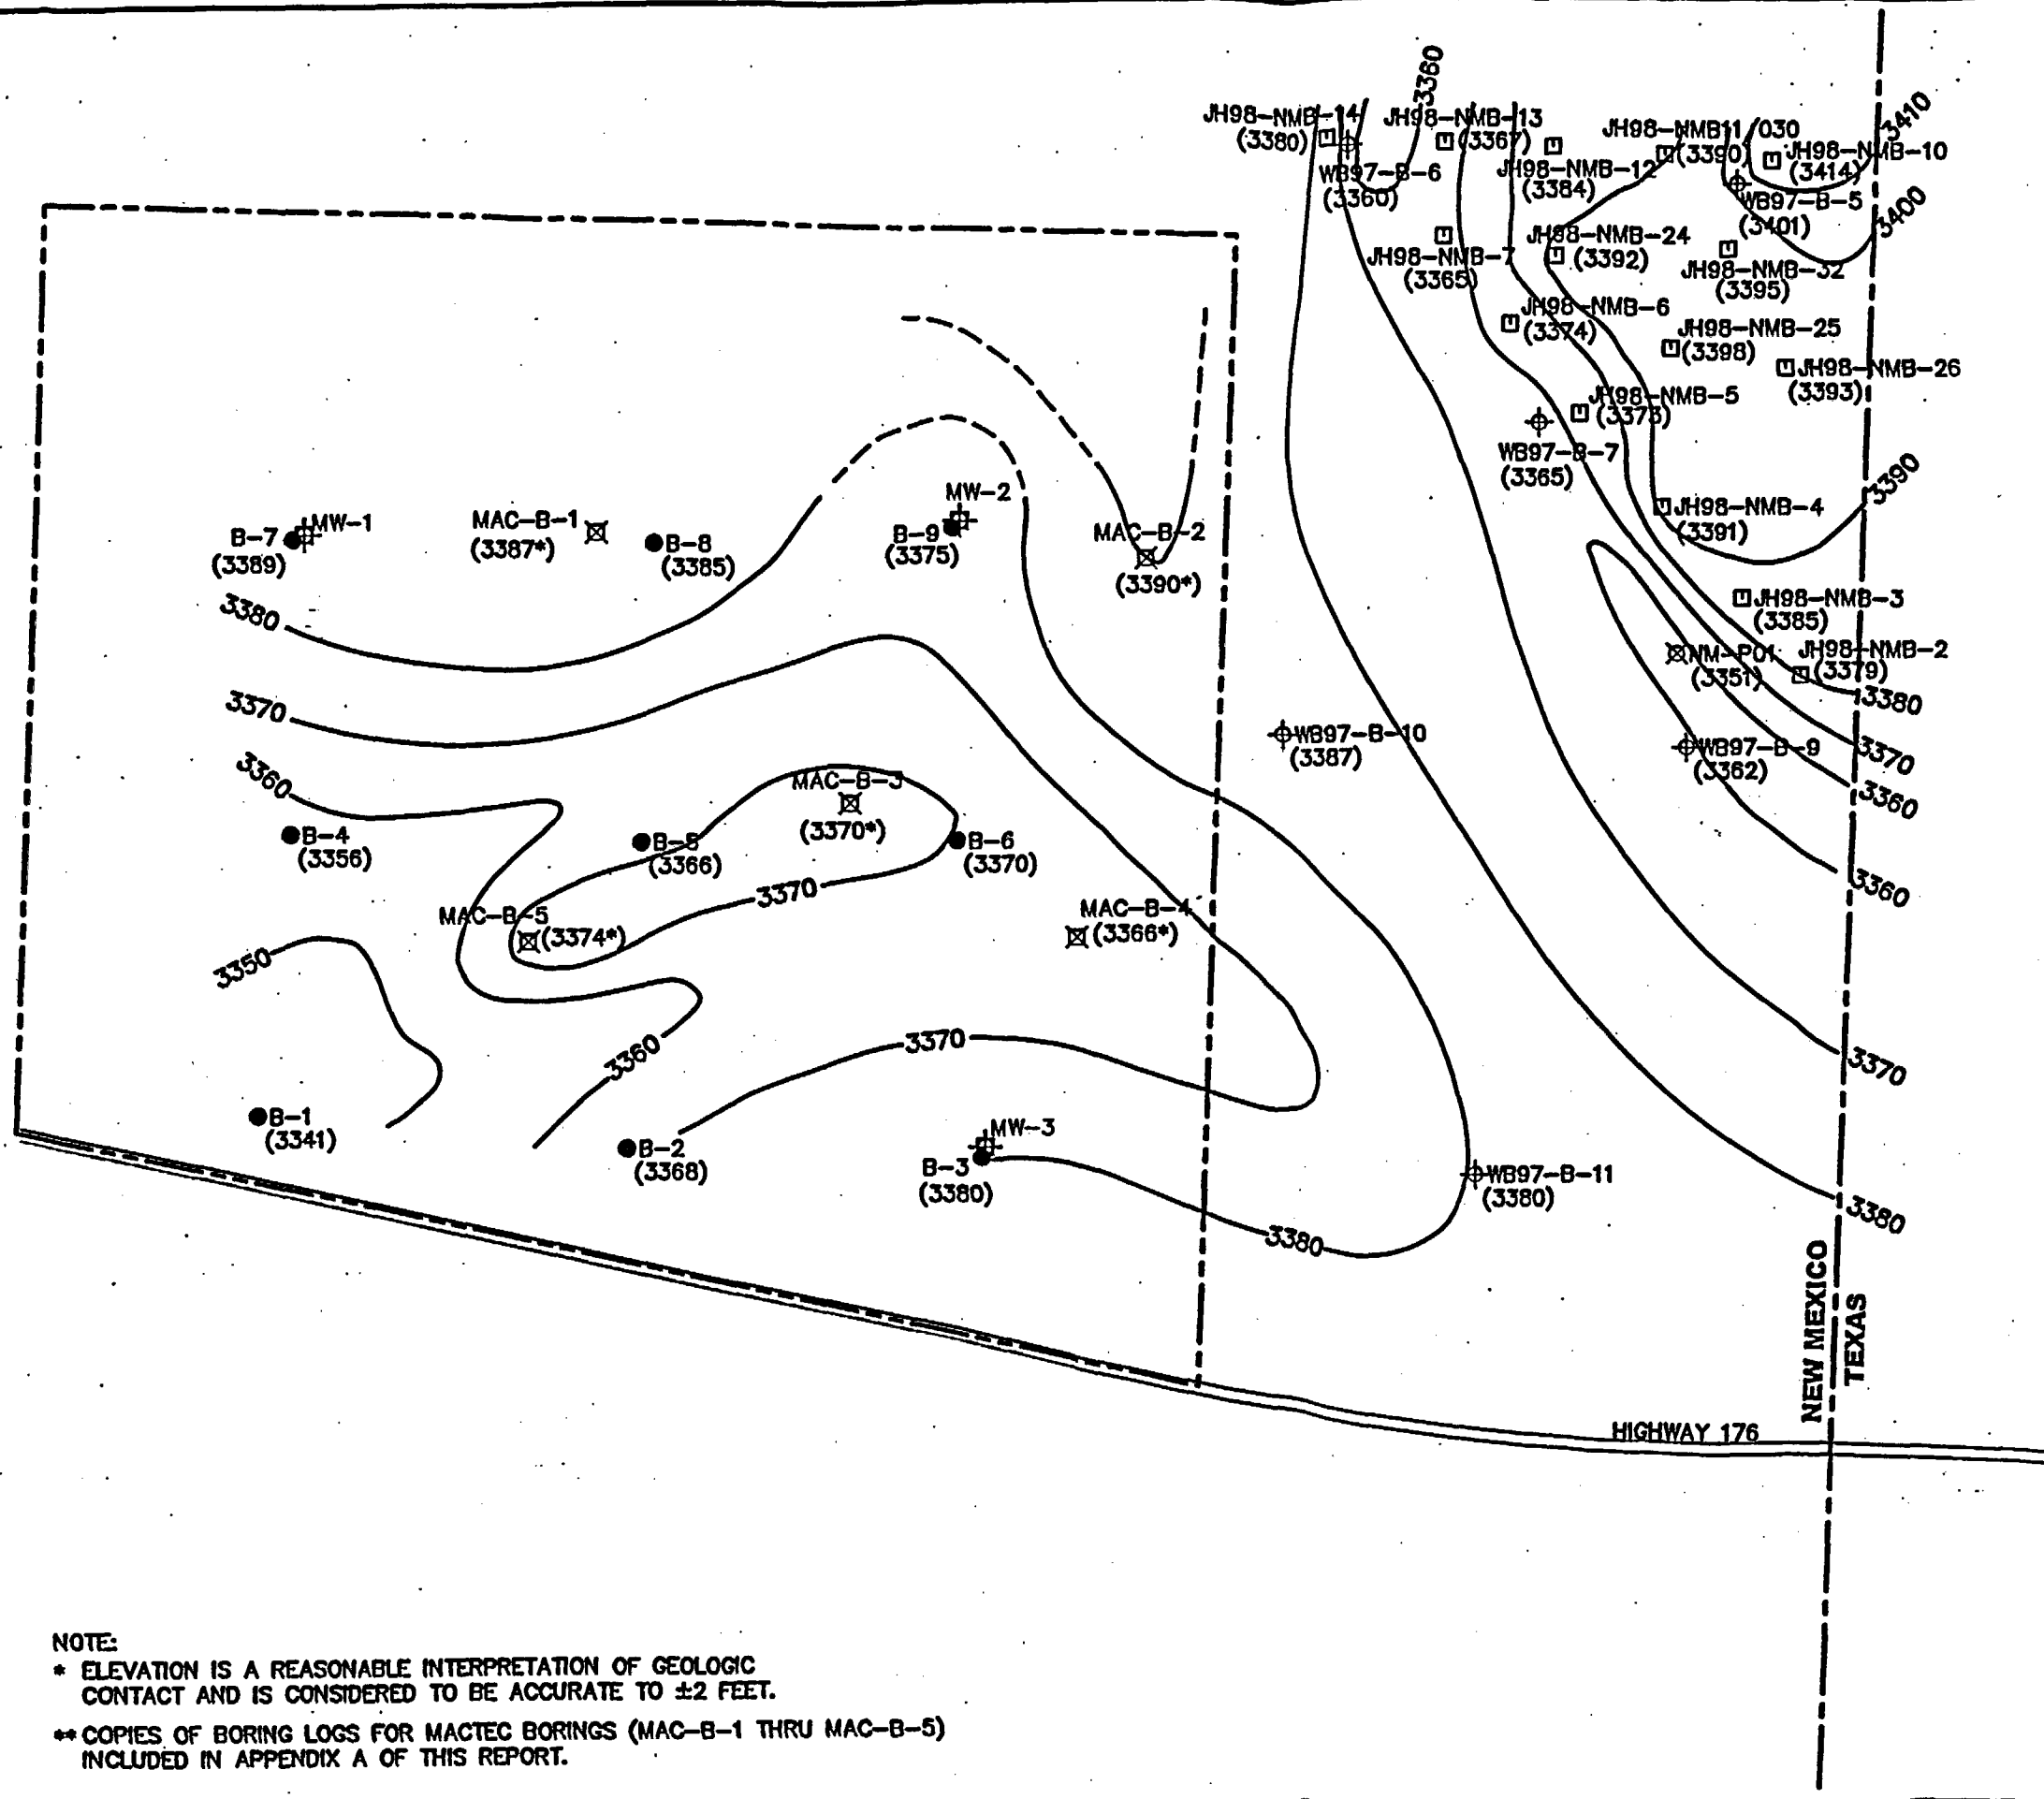 3360
3410
JH98-NMB-14
(3380)
JH98-NMB-13
(3367)
JH98-NMB11/030
(3390)
JH98-NMB-10
(3414)
WB97-B-6
(3360)
JH98-NMB-12
(3384)
WB97-B-5
(3401)
3400
JH98-NMB-7
(3365)
JH98-NMB-24
(3392)
JH98-NMB-32
(3395)
JH98-NMB-6
(3374)
JH98-NMB-25
(3398)
JH98-NMB-26
(3393)
JH98-NMB-5
(3373)
WB97-B-7
(3365)
3390
JH98-NMB-4
(3391)
MW-1
B-7
(3389)
MAC-B-1
(3387*)
B-8
(3385)
MW-2
B-9
(3375)
MAC-B-2
(3390*)
3380
JH98-NMB-3
(3385)
NM-P01
(3351)
JH98-NMB-2
(3379)
3380
3370
WB97-B-10
(3387)
WB97-B-9
(3362)
3370
3360
3360
MAC-B-3
(3370*)
B-4
(3356)
B-5
(3366)
B-6
(3370)
3370
3360
MAC-B-5
(3374*)
MAC-B-4
(3366*)
3350
3360
3370
3370
B-1
(3341)
B-2
(3368)
MW-3
B-3
(3380)
WB97-B-11
(3380)
3380
3380
NEW MEXICO
TEXAS
HIGHWAY 176
NOTE:
* ELEVATION IS A REASONABLE INTERPRETATION OF GEOLOGIC
CONTACT AND IS CONSIDERED TO BE ACCURATE TO ±2 FEET.
** COPIES OF BORING LOGS FOR MACTEC BORINGS (MAC-B-1 THRU MAC-B-5)
INCLUDED IN APPENDIX A OF THIS REPORT.